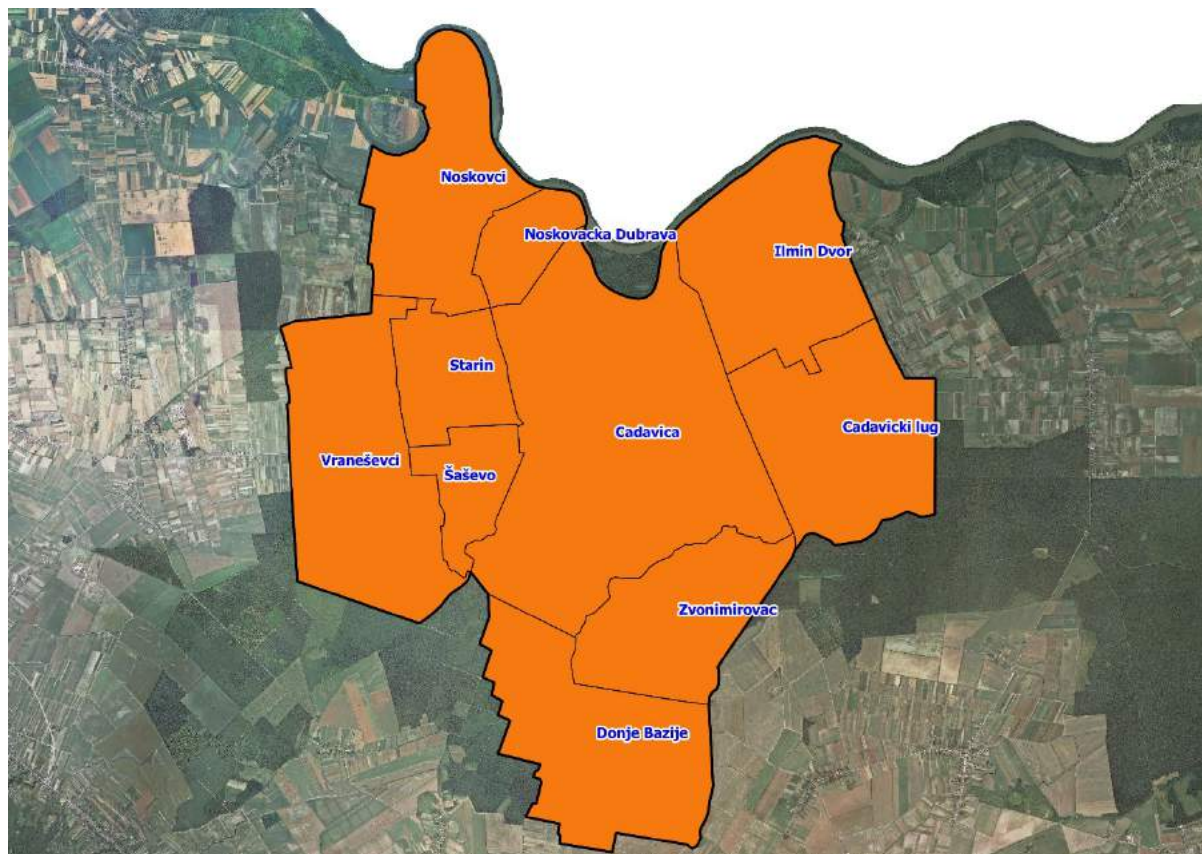 Noskovci
Noskovacka Dubrava
Ilmin Dvor
Starin
Cadavica
Cadavicki lug
Vraneševci
Šaševo
Zvonimirovac
Donje Bazije